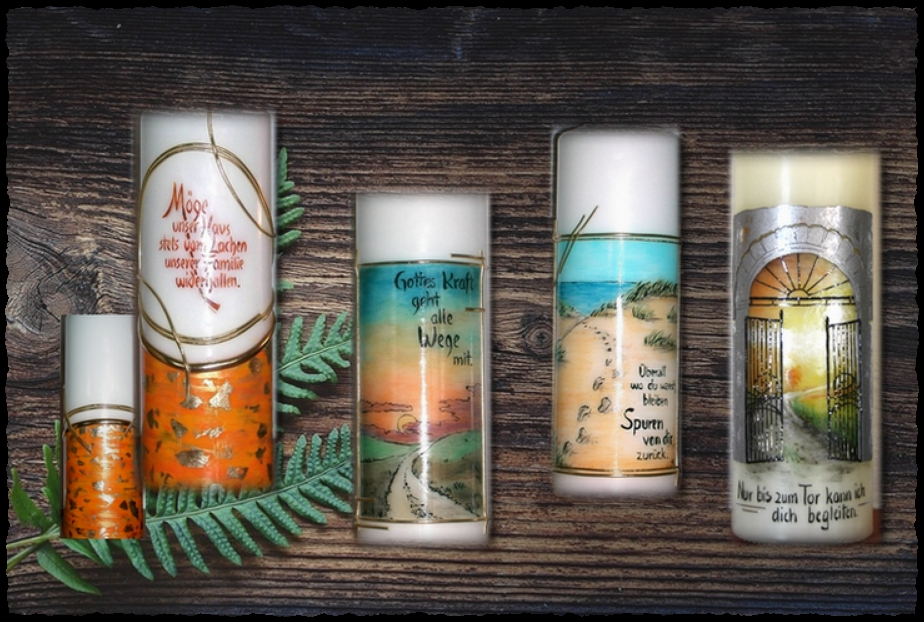 Möge
unser Haus
stets vom Lachen
unserer Familie
widerhallen.
Gottes Kraft
geht
alle
Wege
mit.
Überall
wo du warst
bleiben
Spuren
von dir
zurück.
Nur bis zum Tor kann ich
dich begleiten.